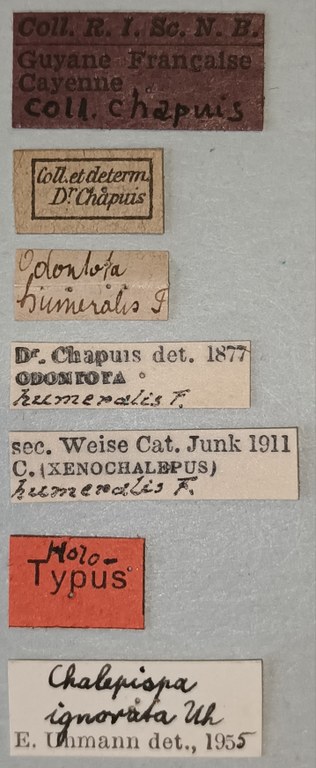 Coll. R. I. Sc. N. B.
Guyane Française
Cayenne
Coll. Chapuis
Coll. et determ.
Dr Chapuis
Odontota
humeralis F
Dr. Chapuis det. 1877
ODONTOTA
humeralis F.
sec. Weise Cat. Junk 1911
C. (XENOCHALEPUS)
humeralis F.
Holo-
Typus
Chalepispa
ignorata Uh
E. Uhmann det., 1955